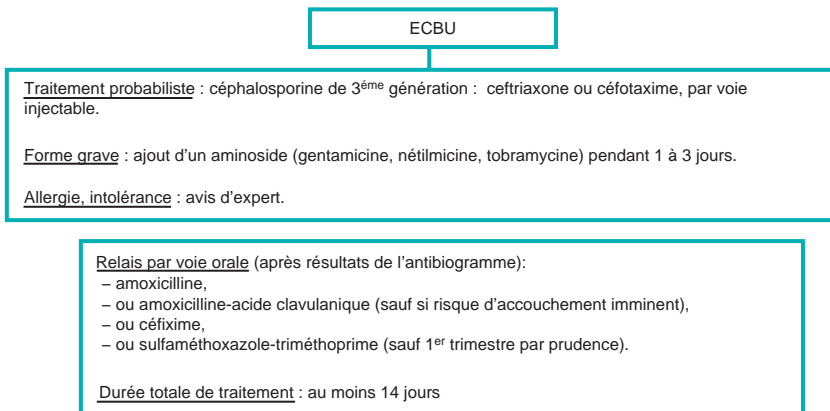 ECBU
Traitement probabiliste : céphalosporine de 3éme génération : ceftriaxone ou céfotaxime, par voie
injectable.
Forme grave : ajout d'un aminoside (gentamicine, nétilmicine, tobramycine) pendant 1 à 3 jours.
Allergie, intolérance : avis d'expert.
Relais par voie orale (après résultats de l'antibiogramme):
– amoxicilline,
– ou amoxicilline-acide clavulanique (sauf si risque d'accouchement imminent),
– ou céfixime,
– ou sulfaméthoxazole-triméthoprime (sauf 1er trimestre par prudence).
Durée totale de traitement : au moins 14 jours